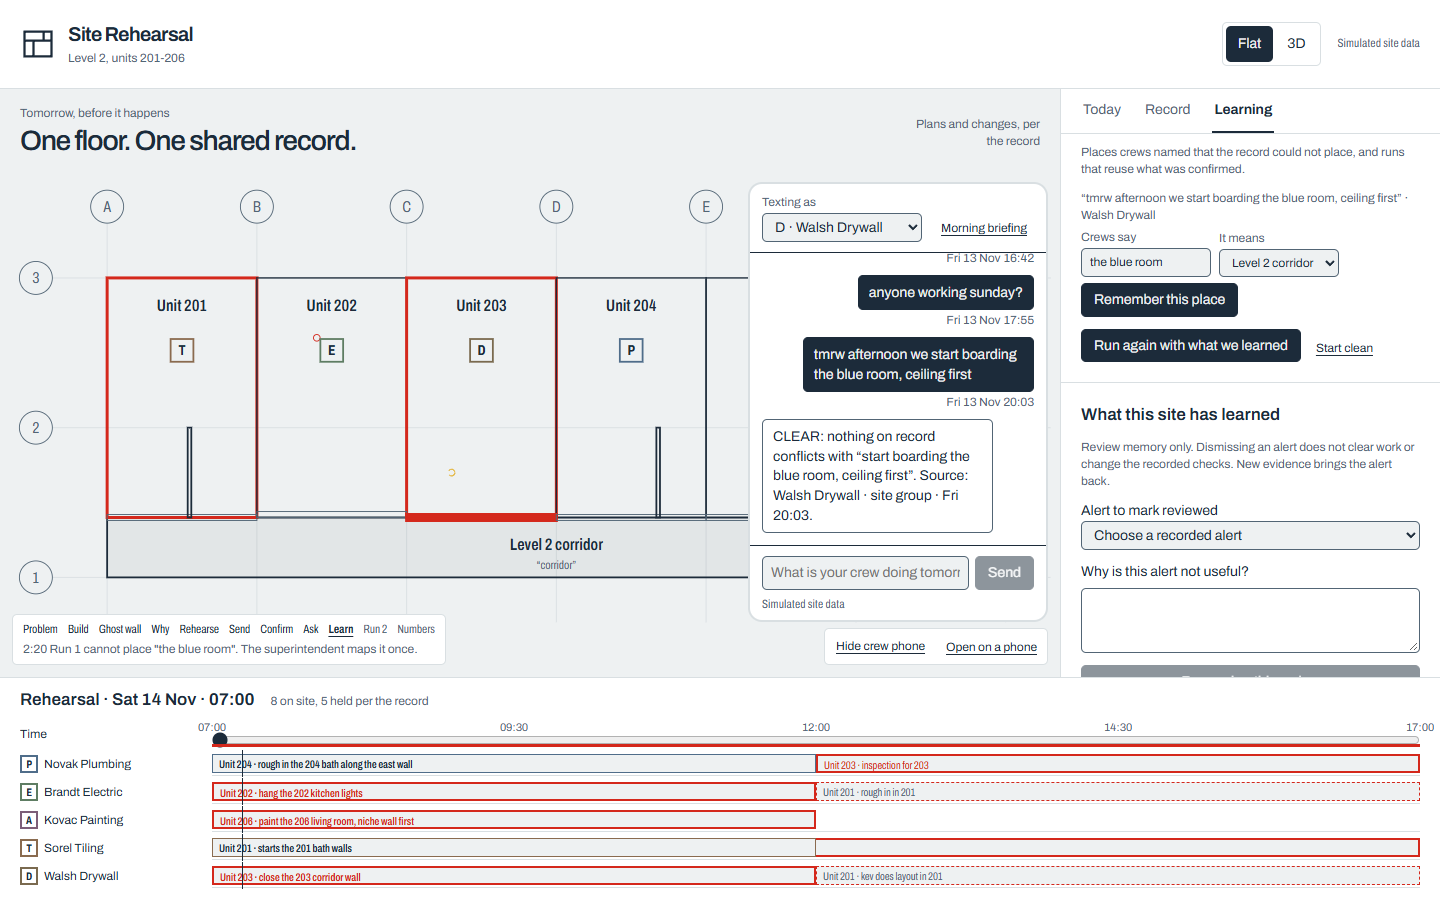 Site Rehearsal
Level 2, units 201-206
Flat
3D
Simulated site data
Tomorrow, before it happens
One floor. One shared record.
Plans and changes, per
the record
A
B
C
D
E
3
2
1
Unit 201
Unit 202
Unit 203
Unit 204
T
E
D
P
Level 2 corridor
“corridor”
Texting as
D · Walsh Drywall
Morning briefing
Fri 13 Nov 16:42
anyone working sunday?
Fri 13 Nov 17:55
tmrw afternoon we start boarding
the blue room, ceiling first
Fri 13 Nov 20:03
CLEAR: nothing on record
conflicts with “start boarding the
blue room, ceiling first”. Source:
Walsh Drywall · site group · Fri
20:03.
What is your crew doing tomorr
Send
Simulated site data
Hide crew phone
Open on a phone
Problem Build Ghost wall Why Rehearse Send Confirm Ask Learn Run 2 Numbers
2:20 Run 1 cannot place "the blue room". The superintendent maps it once.
Today
Record
Learning
Places crews named that the record could not place, and runs
that reuse what was confirmed.
“tmrw afternoon we start boarding the blue room, ceiling first” ·
Walsh Drywall
Crews say
It means
the blue room
Level 2 corridor
Remember this place
Run again with what we learned
Start clean
What this site has learned
Review memory only. Dismissing an alert does not clear work or
change the recorded checks. New evidence brings the alert
back.
Alert to mark reviewed
Choose a recorded alert
Why is this alert not useful?
Rehearsal · Sat 14 Nov · 07:00
8 on site, 5 held per the record
Time
07:00
09:30
12:00
14:30
17:00
P Novak Plumbing
Unit 204 · rough in the 204 bath along the east wall
Unit 203 · inspection for 203
E Brandt Electric
Unit 202 · hang the 202 kitchen lights
Unit 201 · rough in in 201
A Kovac Painting
Unit 206 · paint the 206 living room, niche wall first
T Sorel Tiling
Unit 201 · starts the 201 bath walls
D Walsh Drywall
Unit 203 · close the 203 corridor wall
Unit 201 · kev does layout in 201